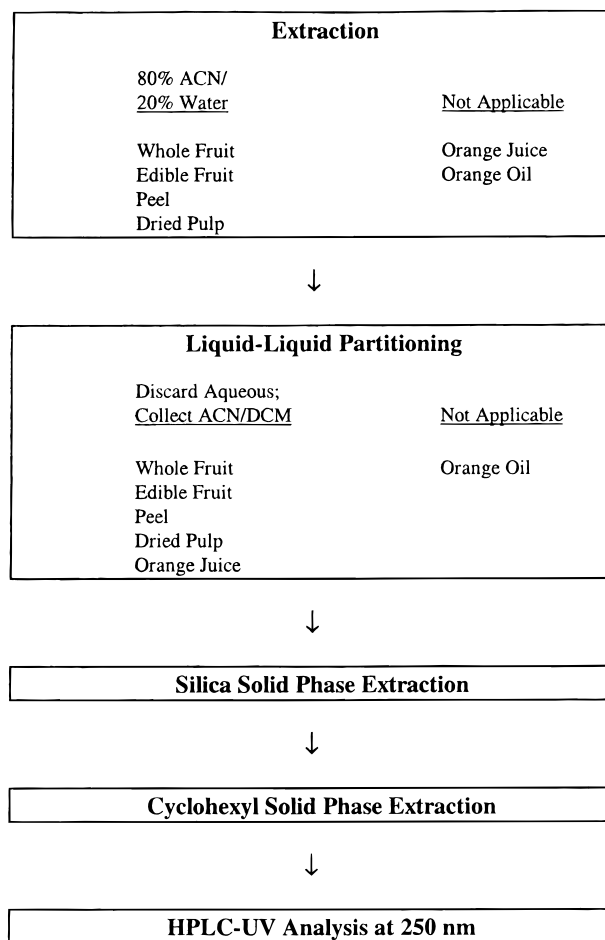 Extraction
80% ACN/
20% Water
Not Applicable
Whole Fruit
Orange Juice
Edible Fruit
Orange Oil
Peel
Dried Pulp
↓
Liquid-Liquid Partitioning
Discard Aqueous;
Collect ACN/DCM
Not Applicable
Whole Fruit
Orange Oil
Edible Fruit
Peel
Dried Pulp
Orange Juice
↓
Silica Solid Phase Extraction
↓
Cyclohexyl Solid Phase Extraction
↓
HPLC-UV Analysis at 250 nm